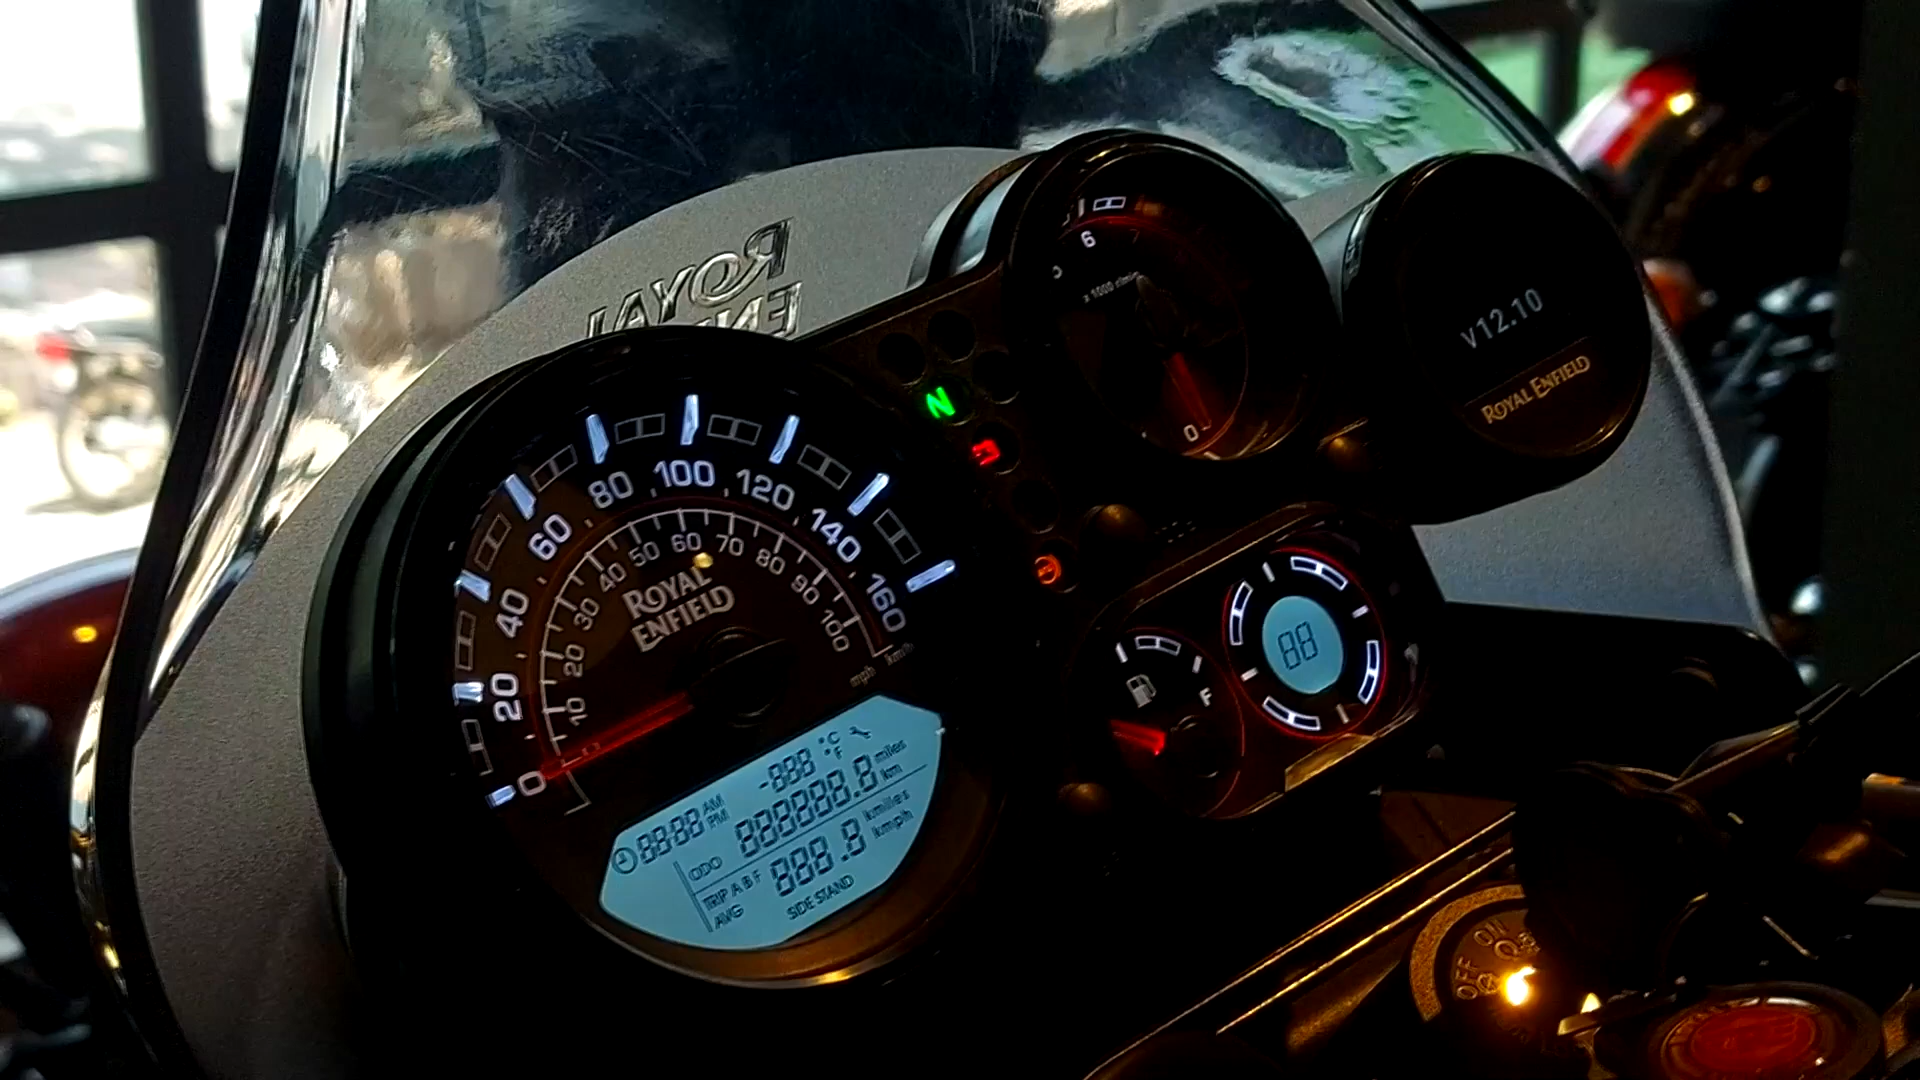 ROYAL
6
x 1000 r/min
0
V12.10
ROYAL ENFIELD
N
0 20 40 60 80 100 120 140 160
km/h
0 10 20 30 40 50 60 70 80 90 100
mph
ROYAL
ENFIELD
F
88
-888 °C °F
88:88 AM PM
ODO 888888.8 miles km
TRIP A B F 888.8 kmiles kmph
AVG
SIDE STAND
ON
OFF